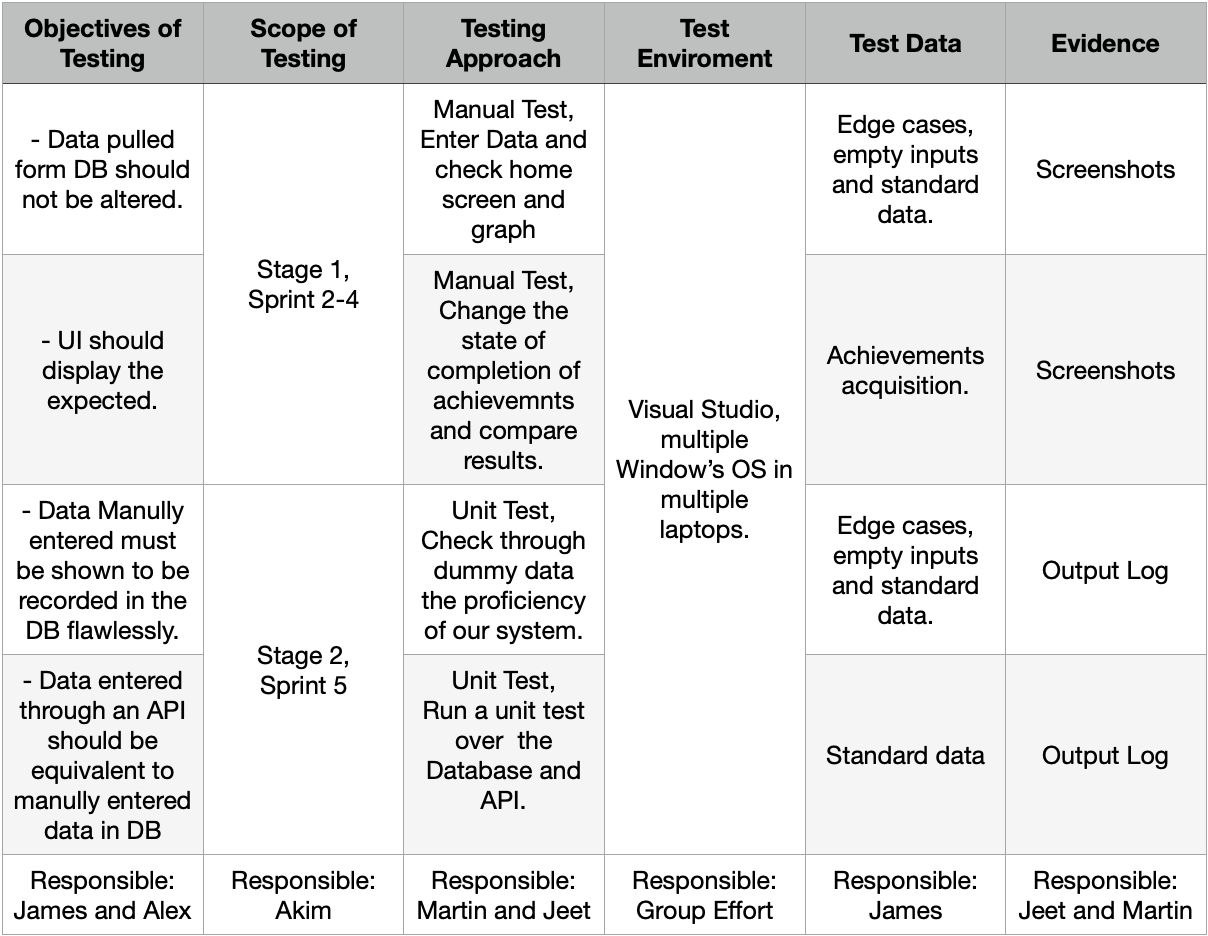 Objectives of
Testing
Scope of
Testing
Testing
Approach
Test
Enviroment
Test Data
Evidence
- Data pulled
form DB should
not be altered.
Stage 1,
Sprint 2-4
Manual Test,
Enter Data and
check home
screen and
graph
Visual Studio,
multiple
Window’s OS in
multiple
laptops.
Edge cases,
empty inputs
and standard
data.
Screenshots
- UI should
display the
expected.
Manual Test,
Change the
state of
completion of
achievemnts
and compare
results.
Achievements
acquisition.
Screenshots
- Data Manully
entered must
be shown to be
recorded in the
DB flawlessly.
Stage 2,
Sprint 5
Unit Test,
Check through
dummy data
the proficiency
of our system.
Edge cases,
empty inputs
and standard
data.
Output Log
- Data entered
through an API
should be
equivalent to
manully entered
data in DB
Unit Test,
Run a unit test
over  the
Database and
API.
Standard data
Output Log
Responsible:
James and Alex
Responsible:
Akim
Responsible:
Martin and Jeet
Responsible:
Group Effort
Responsible:
James
Responsible:
Jeet and Martin